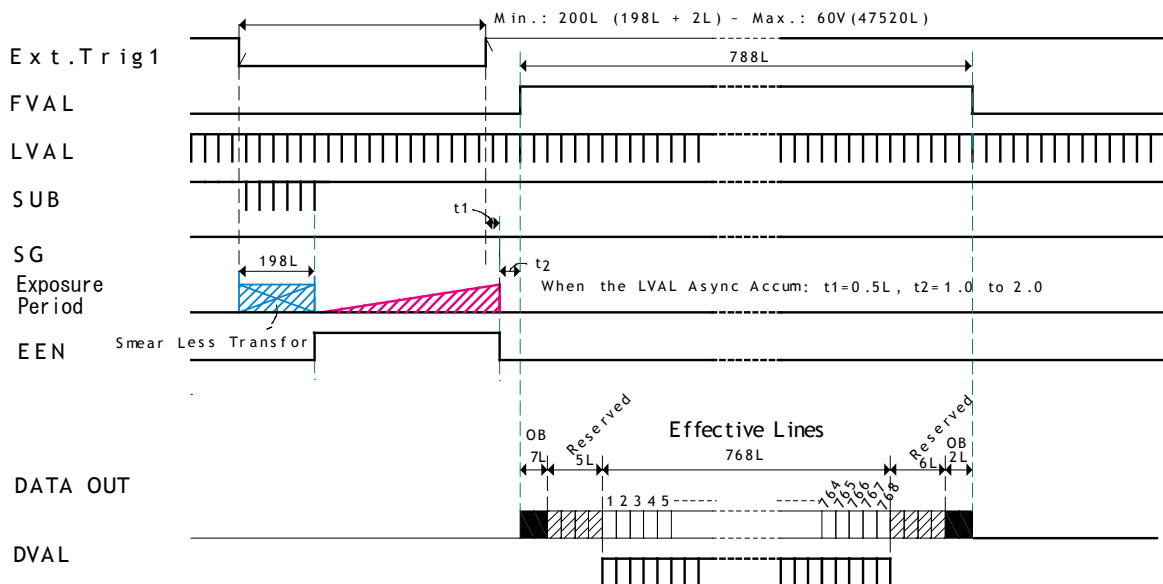 Min.: 200L (198L + 2L) ~ Max.: 60V(47520L)
Ext.Trig1
788L
FVAL
LVAL
SUB
t1
SG
198L
t2
Exposure
Period
When the LVAL Async Accum: t1=0.5L, t2=1.0 to 2.0
Smear Less Transfor
EEN
Reserved
Effective Lines
Reserved
OB
7L
5L
768L
6L
OB
2L
DATA OUT
1 2 3 4 5
764
765
766
767
768
DVAL